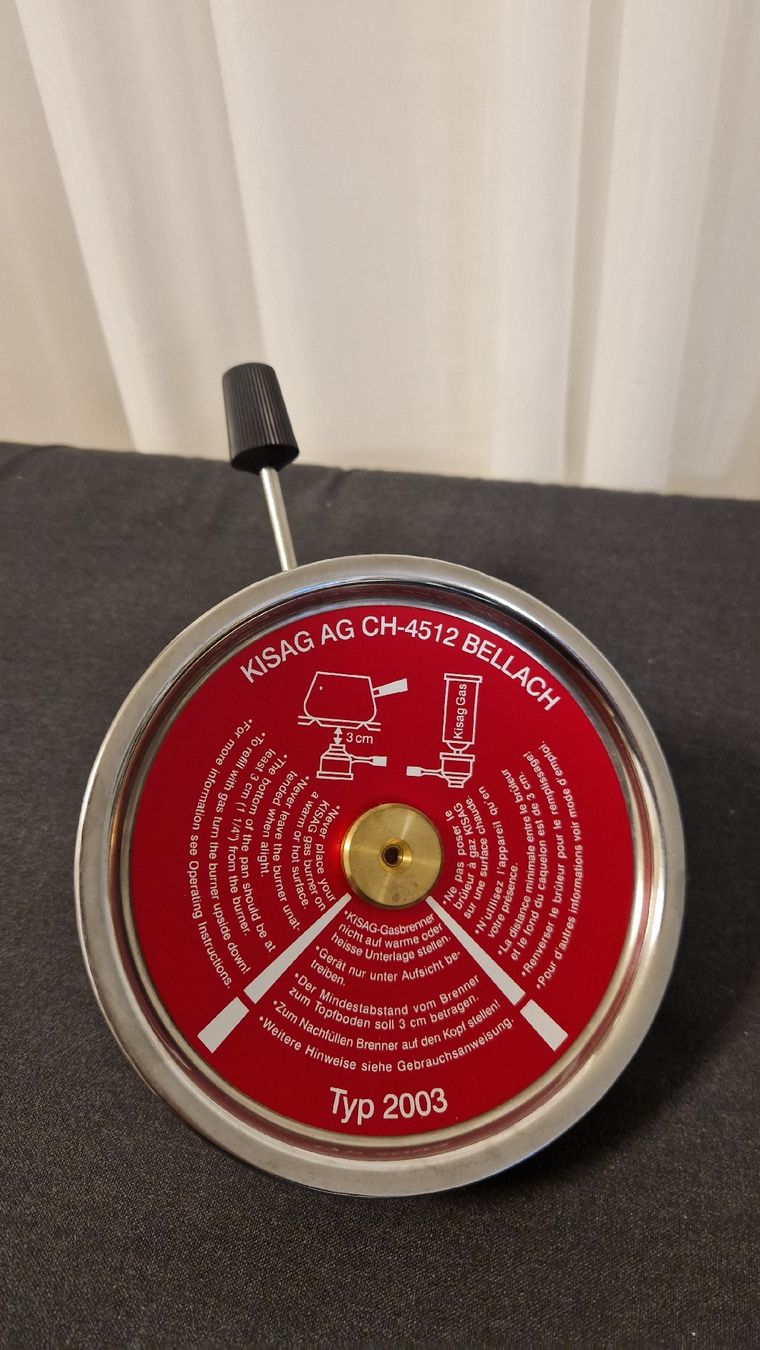 KISAG AG CH-4512 BELLACH
3 cm
Kisag Gas
•Never place your
KISAG gas burner on
a warm or hot surface.
•Never leave the burner unat-
tended when alight.
•The bottom of the pan should be at
least 3 cm (1 1/4") from the burner.
•To refill with gas turn the burner upside down!
•For more information see Operating Instructions.
•Ne pas poser le
brûleur à gaz KISAG
sur une surface chaude.
•N'utilisez l'appareil qu'en
votre présence.
•La distance minimale entre le brûleur
et le fond du caquelon est de 3 cm.
•Renverser le brûleur pour le remplissage!
•Pour d'autres informations voir mode d'emploi.
•KISAG-Gasbrenner
nicht auf warme oder
heisse Unterlage stellen.
•Gerät nur unter Aufsicht be-
treiben.
•Der Mindestabstand vom Brenner
zum Topfboden soll 3 cm betragen.
•Zum Nachfüllen Brenner auf den Kopf stellen!
•Weitere Hinweise siehe Gebrauchsanweisung.
Typ 2003